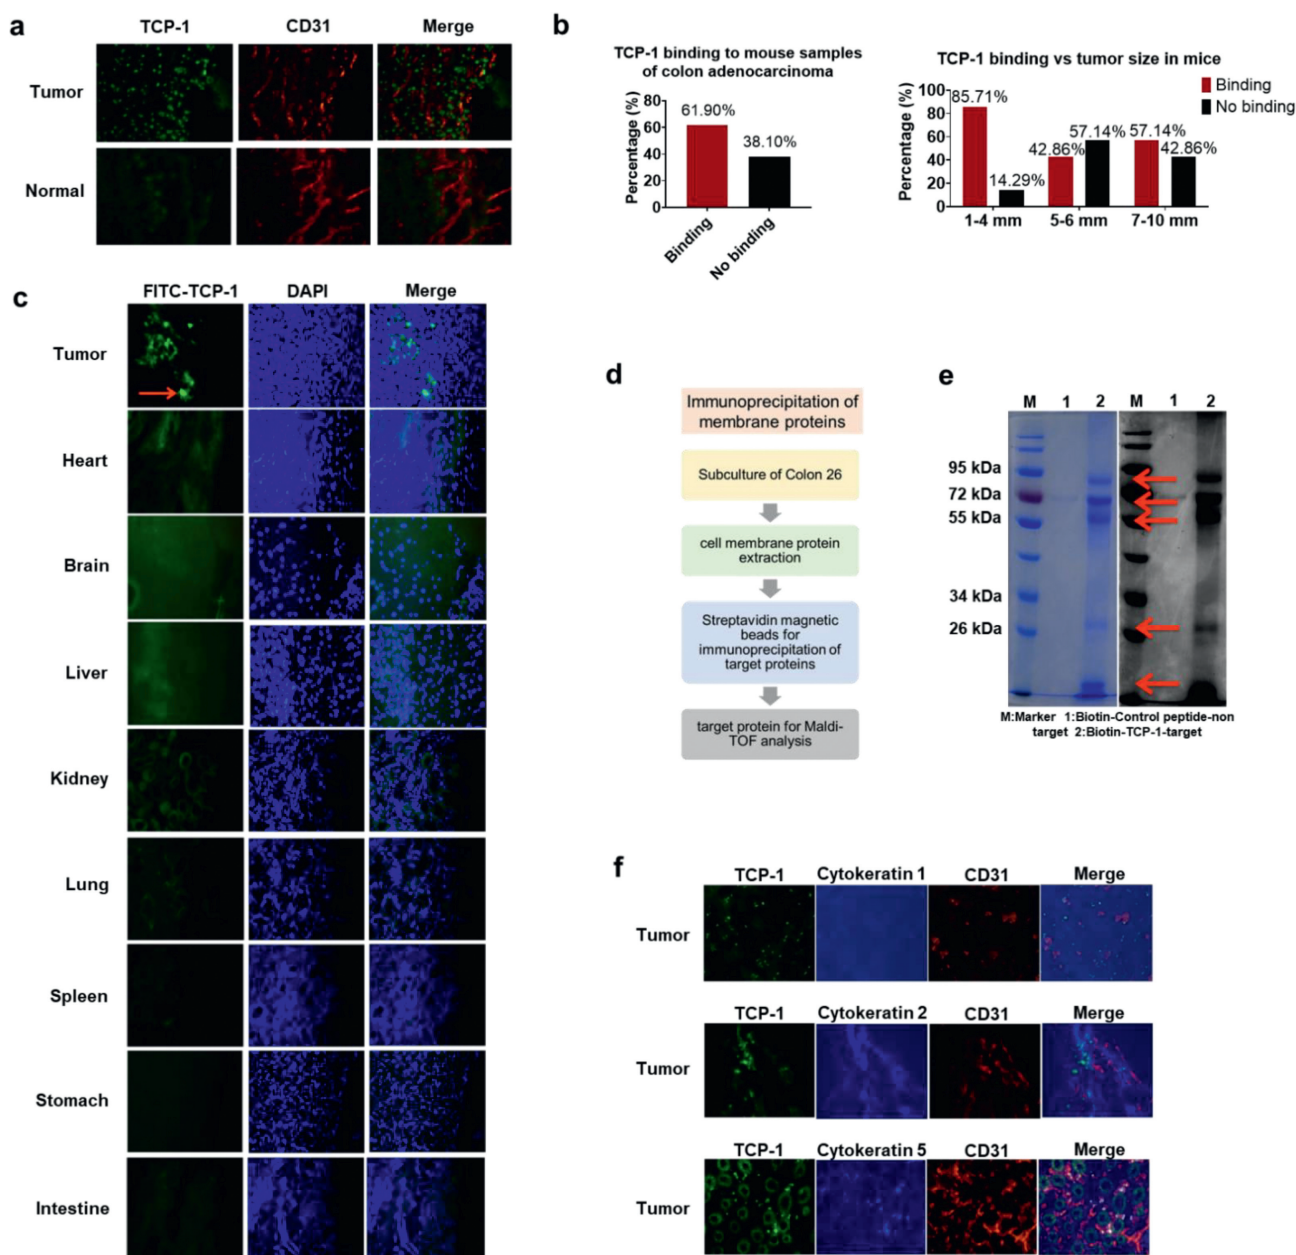 a
TCP-1 CD31 Merge
Tumor
Normal
b
TCP-1 binding to mouse samples
of colon adenocarcinoma
Percentage (%)
80
60
40
20
0
61.90%
38.10%
Binding
No binding
TCP-1 binding vs tumor size in mice
Percentage (%)
100
80
60
40
20
0
85.71%
14.29%
42.86%
57.14%
57.14%
42.86%
1-4 mm 5-6 mm 7-10 mm
Binding
No binding
c
FITC-TCP-1 DAPI Merge
Tumor
Heart
Brain
Liver
Kidney
Lung
Spleen
Stomach
Intestine
d
Immunoprecipitation of
membrane proteins
Subculture of Colon 26
cell membrane protein
extraction
Streptavidin magnetic
beads for
immunoprecipitation of
target proteins
target protein for Maldi-
TOF analysis
e
M 1 2 M 1 2
95 kDa
72 kDa
55 kDa
34 kDa
26 kDa
M:Marker 1:Biotin-Control peptide-non
target 2:Biotin-TCP-1-target
f
TCP-1 Cytokeratin 1 CD31 Merge
Tumor
TCP-1 Cytokeratin 2 CD31 Merge
Tumor
TCP-1 Cytokeratin 5 CD31 Merge
Tumor